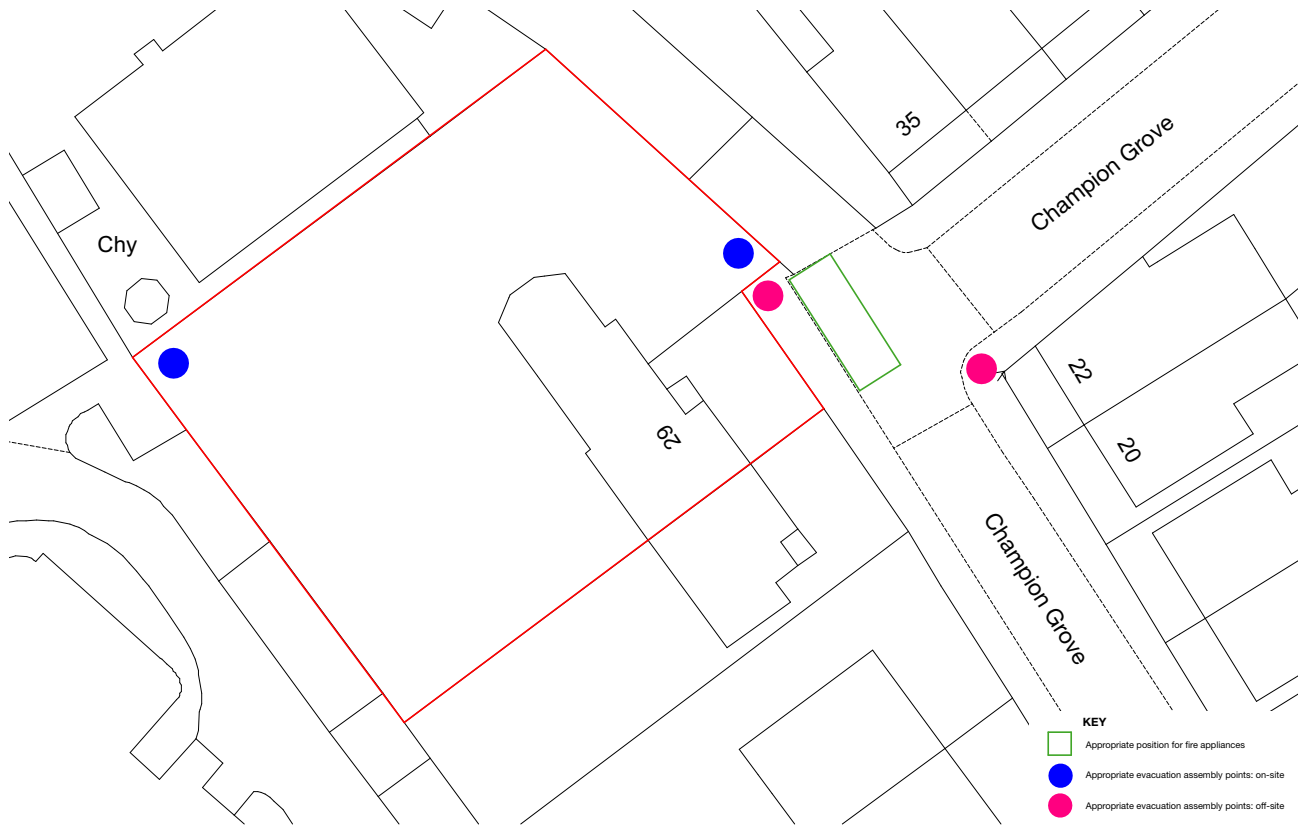 35
Champion Grove
Chy
22
29
20
Champion Grove
KEY
Appropriate position for fire appliances
Appropriate evacuation assembly points: on-site
Appropriate evacuation assembly points: off-site